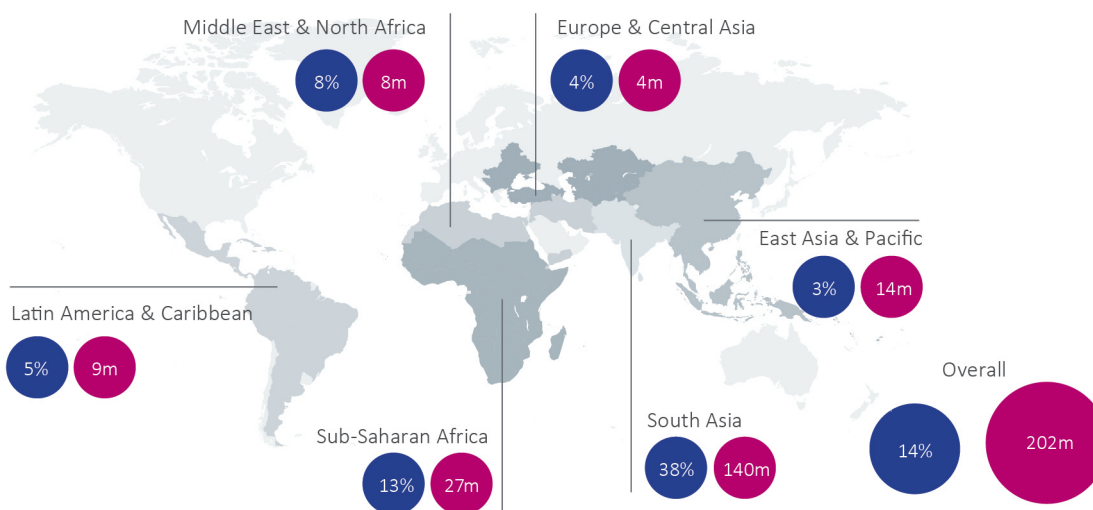 Middle East & North Africa
8%
8m
Europe & Central Asia
4%
4m
East Asia & Pacific
3%
14m
Latin America & Caribbean
5%
9m
Overall
14%
202m
South Asia
38%
140m
Sub-Saharan Africa
13%
27m